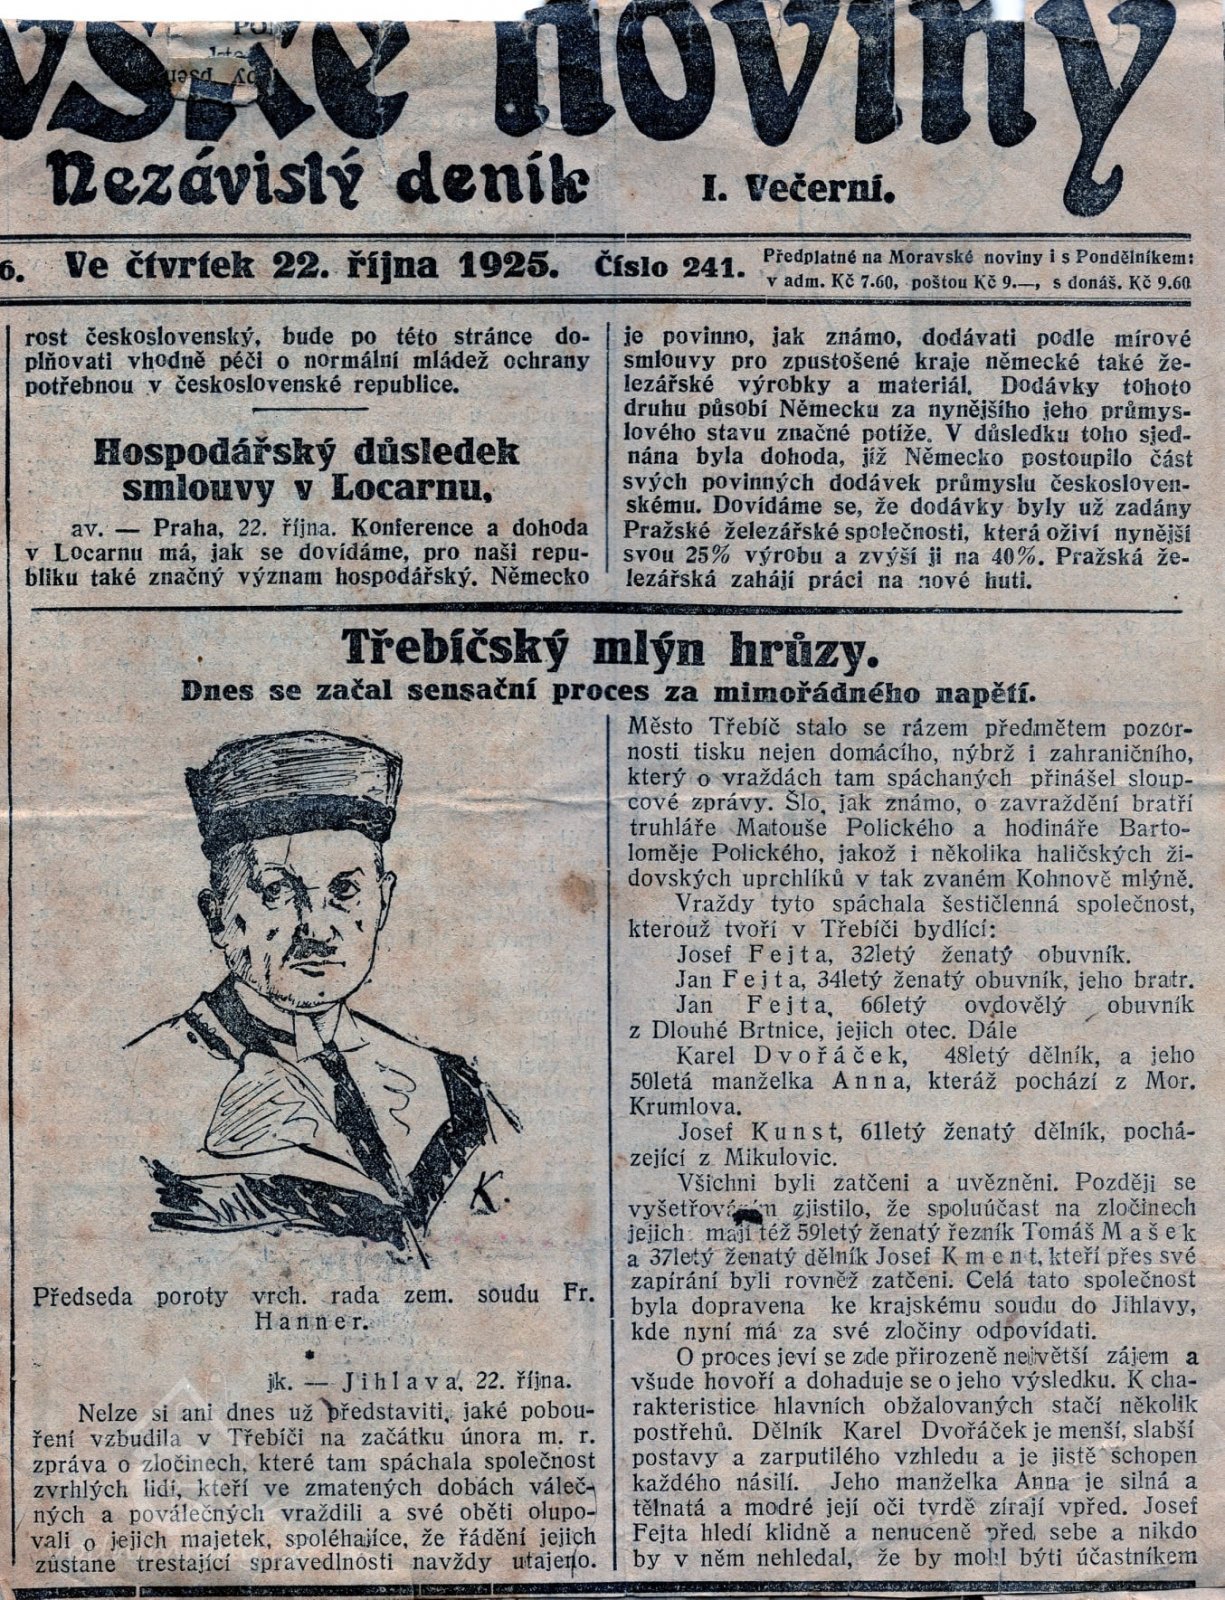 ské noviny
Nezávislý deník
I. Večerní.
6. Ve čtvrtek 22. října 1925. Číslo 241.
Předplatné na Moravské noviny i s Pondělníkem:
v adm. Kč 7.60, poštou Kč 9.—, s donáš. Kč 9.60
rost československý, bude po této stránce do-
plňovati vhodně péči o normální mládež ochrany
potřebnou v československé republice.
Hospodářský důsledek
smlouvy v Locarnu.
av. — Praha, 22. října. Konference a dohoda
v Locarnu má, jak se dovídáme, pro naši repu-
bliku také značný význam hospodářský. Německo
je povinno, jak známo, dodávati podle mírové
smlouvy pro zpustošené kraje německé také že-
lezářské výrobky a materiál. Dodávky tohoto
druhu působí Německu za nynějšího jeho průmys-
lového stavu značné potíže. V důsledku toho sjed-
nána byla dohoda, jíž Německo postoupilo část
svých povinných dodávek průmyslu českosloven-
skému. Dovídáme se, že dodávky byly už zadány
Pražské železářské společnosti, která oživí nynější
svou 25% výrobu a zvýší ji na 40%. Pražská že-
lezářská zahájí práci na nové huti.
Třebíčský mlýn hrůzy.
Dnes se začal sensační proces za mimořádného napětí.
K.
Předseda poroty vrch. rada zem. soudu Fr.
Hanner.
*
jk. — Jihlava, 22. října.
Nelze si ani dnes už představiti, jaké pobou-
ření vzbudila v Třebíči na začátku února m. r.
zpráva o zločinech, které tam spáchala společnost
zvrhlých lidí, kteří ve zmatených dobách váleč-
ných a poválečných vraždili a své oběti olupo-
vali o jejich majetek, spoléhajíce, že řádění jejich
zůstane trestající spravedlnosti navždy utajeno.
Město Třebíč stalo se rázem předmětem pozor-
nosti tisku nejen domácího, nýbrž i zahraničního,
který o vraždách tam spáchaných přinášel sloup-
cové zprávy. Šlo, jak známo, o zavraždění bratří
truhláře Matouše Polického a hodináře Barto-
loměje Polického, jakož i několika haličských ži-
dovských uprchlíků v tak zvaném Kohnově mlýně.
Vraždy tyto spáchala šestičlenná společnost,
kterouž tvoří v Třebíči bydlící:
Josef Fejta, 32letý ženatý obuvník.
Jan Fejta, 34letý ženatý obuvník, jeho bratr.
Jan Fejta, 66letý ovdovělý obuvník
z Dlouhé Brtnice, jejich otec. Dále
Karel Dvořáček, 48letý dělník, a jeho
50letá manželka Anna, kteráž pochází z Mor.
Krumlova.
Josef Kunst, 61letý ženatý dělník, pochá-
zející z Mikulovic.
Všichni byli zatčeni a uvězněni. Později se
vyšetřováním zjistilo, že spoluúčast na zločinech
jejich mají též 59letý ženatý řezník Tomáš Mašek
a 37letý ženatý dělník Josef Kment, kteří přes své
zapírání byli rovněž zatčeni. Celá tato společnost
byla dopravena ke krajskému soudu do Jihlavy,
kde nyní má za své zločiny odpovídati.
O proces jeví se zde přirozeně největší zájem a
všude hovoří a dohaduje se o jeho výsledku. K cha-
rakteristice hlavních obžalovaných stačí několik
postřehů. Dělník Karel Dvořáček je menší, slabší
postavy a zarputilého vzhledu a je jistě schopen
každého násilí. Jeho manželka Anna je silná a
tělnatá a modré její oči tvrdě zírají vpřed. Josef
Fejta hledí klidně a nenuceně před sebe a nikdo
by v něm nehledal, že by mohl býti účastníkem